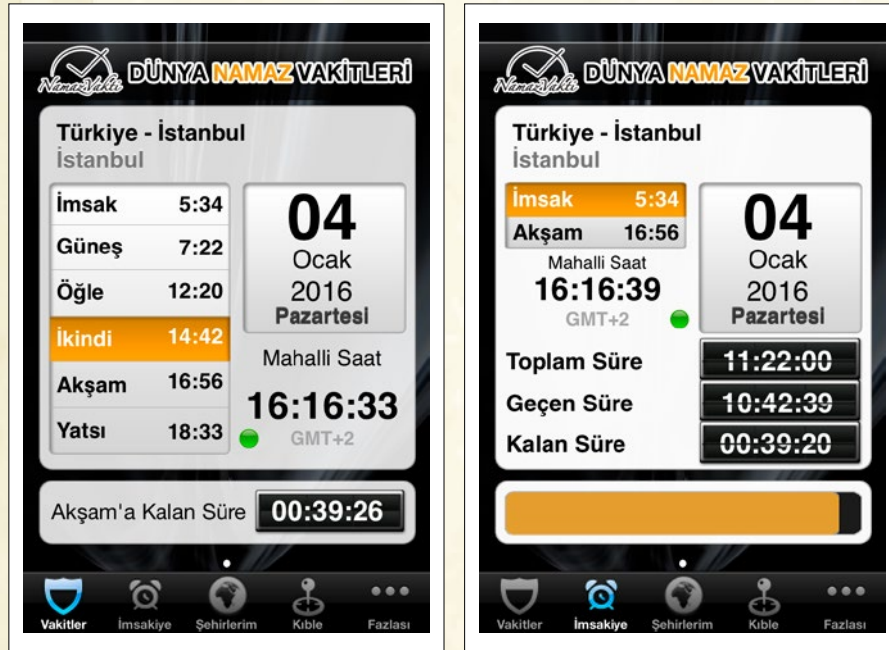 NamazVakti DÜNYA NAMAZ VAKİTLERİ
Türkiye - İstanbul
İstanbul
İmsak 5:34
Güneş 7:22
Öğle 12:20
İkindi 14:42
Akşam 16:56
Yatsı 18:33
04
Ocak
2016
Pazartesi
Mahalli Saat
16:16:33
GMT+2
Akşam'a Kalan Süre 00:39:26
Vakitler İmsakiye Şehirlerim Kıble Fazlası
NamazVakti DÜNYA NAMAZ VAKİTLERİ
Türkiye - İstanbul
İstanbul
İmsak 5:34
Akşam 16:56
Mahalli Saat
16:16:39
GMT+2
04
Ocak
2016
Pazartesi
Toplam Süre 11:22:00
Geçen Süre 10:42:39
Kalan Süre 00:39:20
Vakitler İmsakiye Şehirlerim Kıble Fazlası